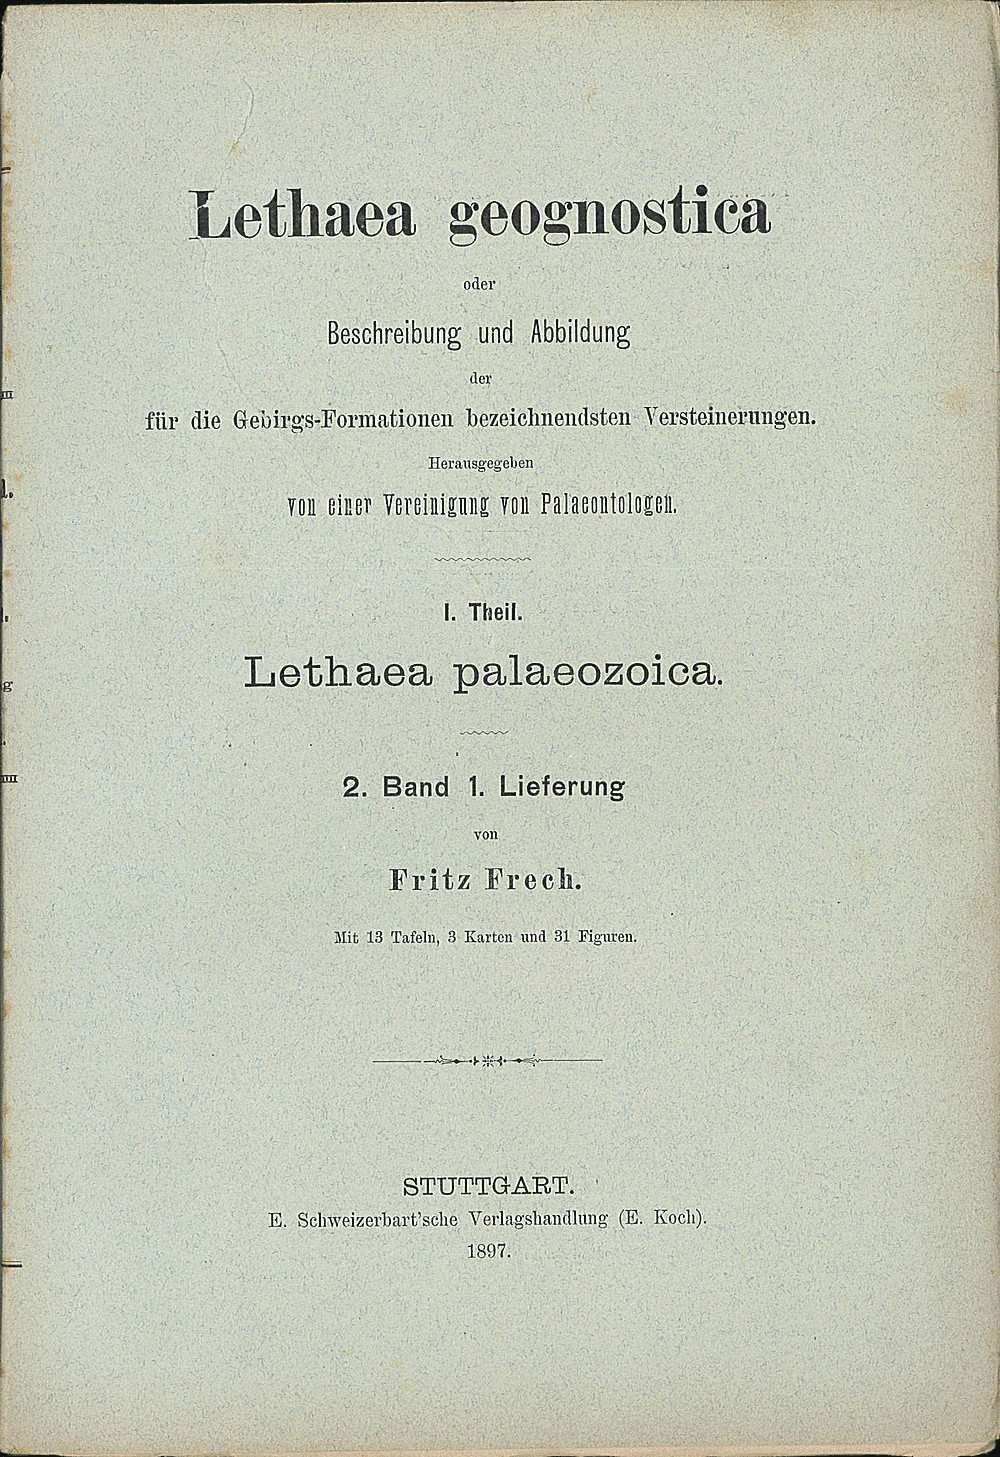 Lethaea geognostica
oder
Beschreibung und Abbildung
der
für die Gebirgs-Formationen bezeichnendsten Versteinerungen.
Herausgegeben
von einer Vereinigung von Palaeontologen.
I. Theil.
Lethaea palaeozoica.
2. Band 1. Lieferung
von
Fritz Frech.
Mit 13 Tafeln, 3 Karten und 31 Figuren.
STUTTGART.
E. Schweizerbart'sche Verlagshandlung (E. Koch).
1897.